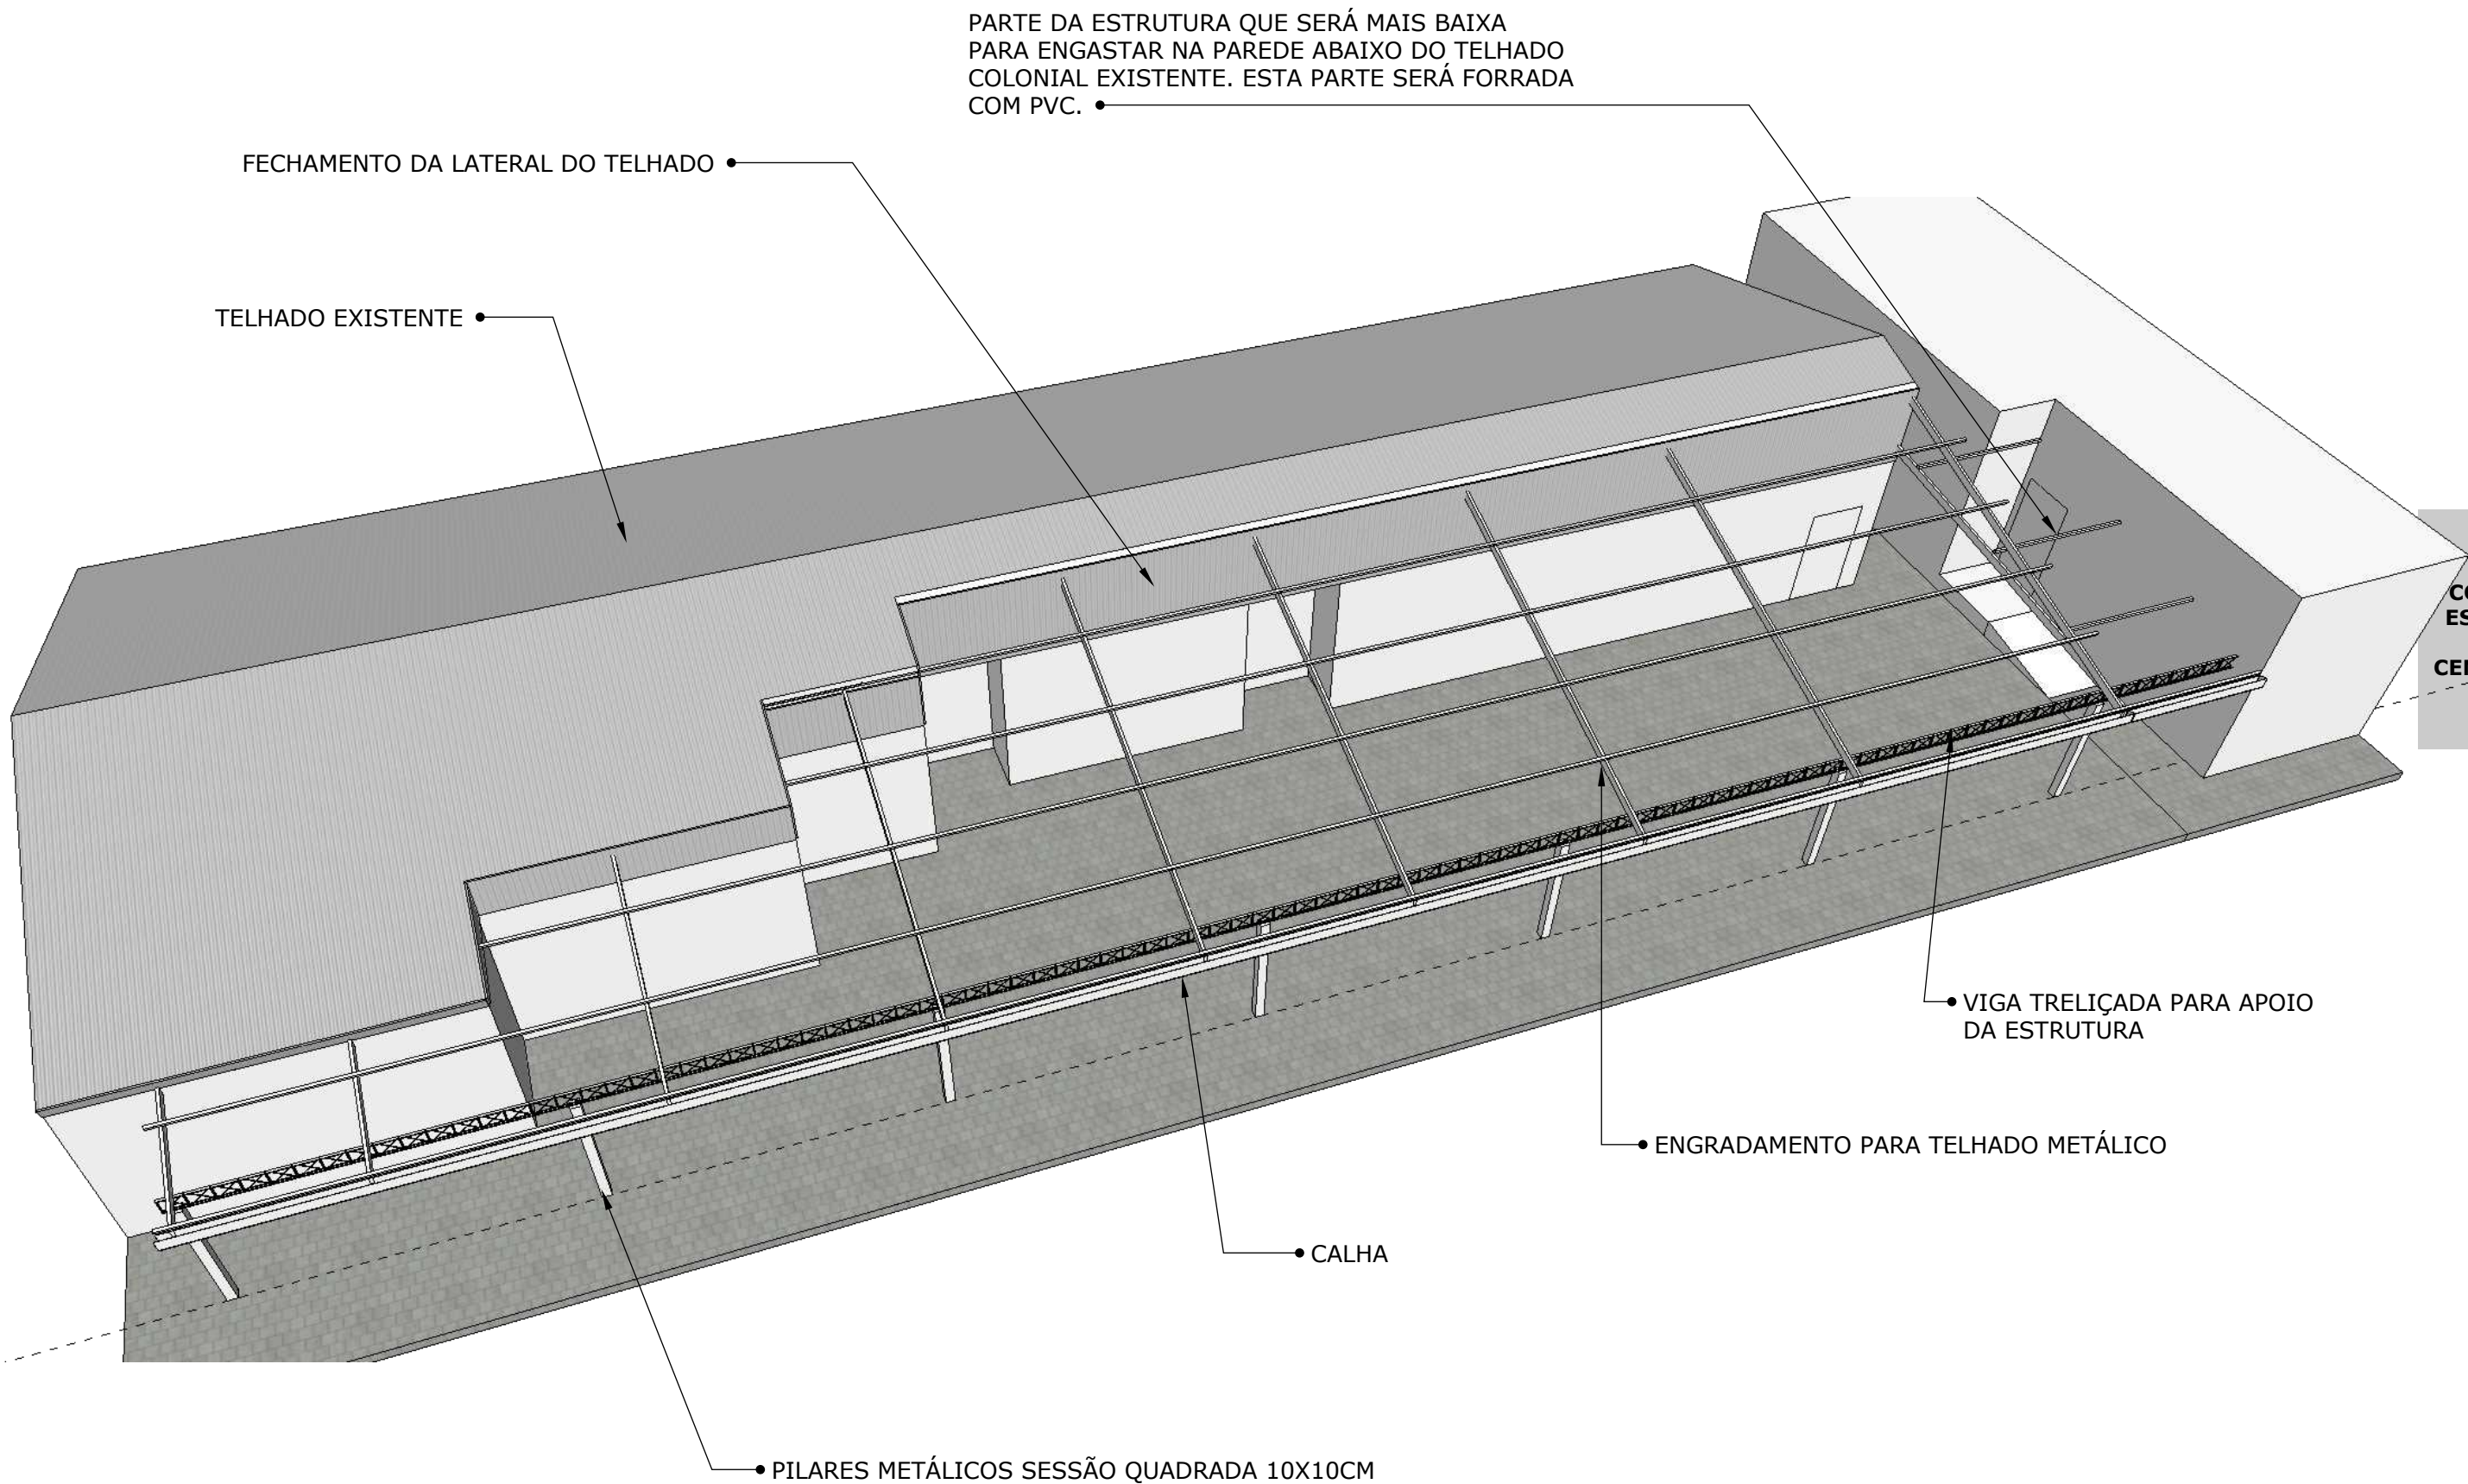 PARTE DA ESTRUTURA QUE SERÁ MAIS BAIXA
PARA ENGASTAR NA PAREDE ABAIXO DO TELHADO
COLONIAL EXISTENTE. ESTA PARTE SERÁ FORRADA
COM PVC.
FECHAMENTO DA LATERAL DO TELHADO
TELHADO EXISTENTE
VIGA TRELIÇADA PARA APOIO
DA ESTRUTURA
ENGRADAMENTO PARA TELHADO METÁLICO
CALHA
PILARES METÁLICOS SESSÃO QUADRADA 10X10CM